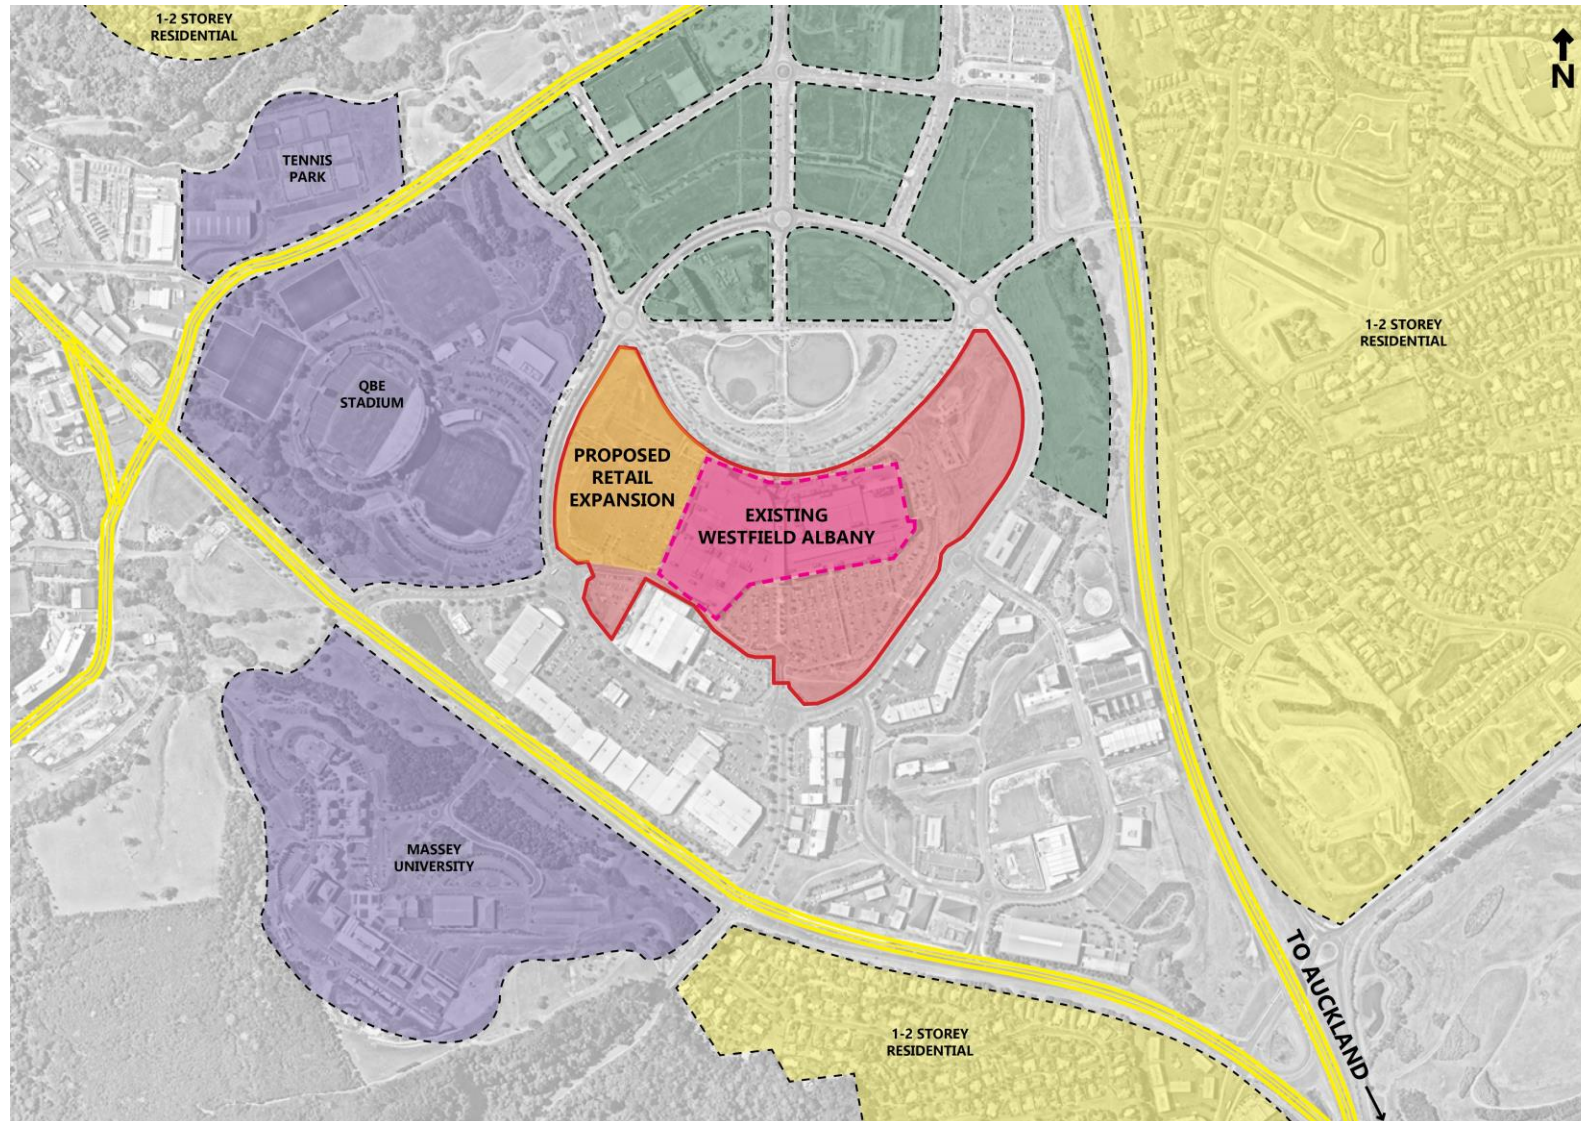 1-2 STOREY
RESIDENTIAL
N
TENNIS
PARK
1-2 STOREY
RESIDENTIAL
QBE
STADIUM
PROPOSED
RETAIL
EXPANSION
EXISTING
WESTFIELD ALBANY
MASSEY
UNIVERSITY
TO AUCKLAND
1-2 STOREY
RESIDENTIAL